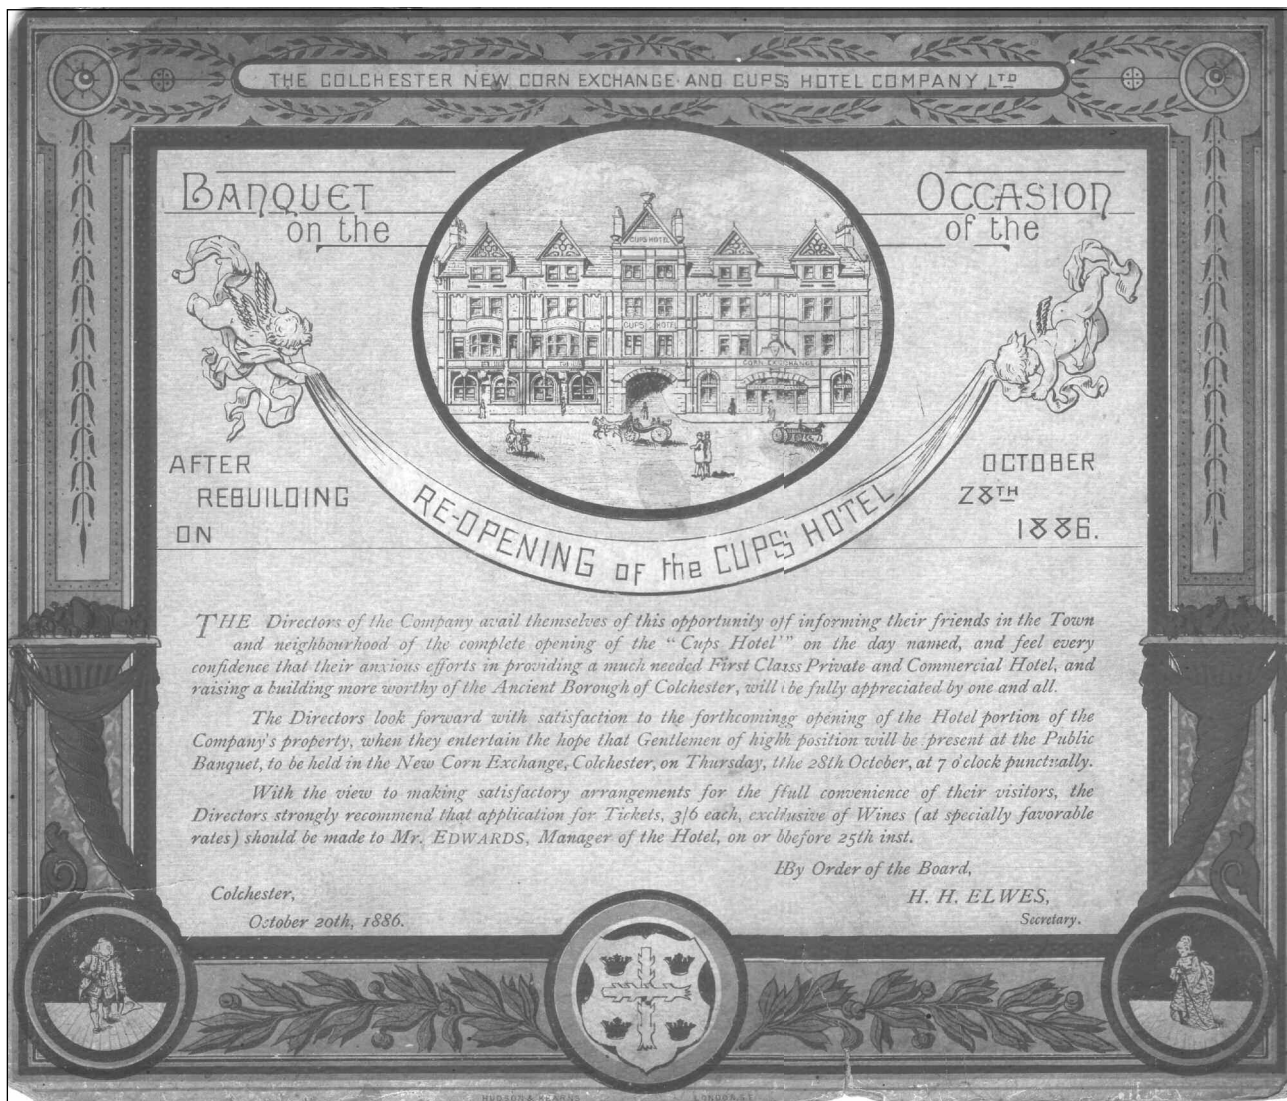 THE COLCHESTER NEW CORN EXCHANGE AND CUPS HOTEL COMPANY LTD
BANQUET
on the
OCCASION
of the
CUPS HOTEL
CUPS HOTEL
CORN EXCHANGE
AFTER
REBUILDING
ON
RE-OPENING of the CUPS HOTEL
OCTOBER
28TH
1886.
THE Directors of the Company avail themselves of this opportunity off informing their friends in the Town
and neighbourhood of the complete opening of the "Cups Hotel" on the day named, and feel every
confidence that their anxious efforts in providing a much needed First Classs Private and Commercial Hotel, and
raising a building more worthy of the Ancient Borough of Colchester, will be fully appreciated by one and all.
The Directors look forward with satisfaction to the forthcomingg opening of the Hotel portion of the
Company's property, when they entertain the hope that Gentlemen of highh position will be present at the Public
Banquet, to be held in the New Corn Exchange, Colchester, on Thursday, tthe 28th October, at 7 o'clock punctually.
With the view to making satisfactory arrangements for the ffull convenience of their visitors, the
Directors strongly recommend that application for Tickets, 3/6 each, exclusive of Wines (at specially favorable
rates) should be made to Mr. EDWARDS, Manager of the Hotel, on or bbefore 25th inst.
By Order of the Board,
Colchester,
H. H. ELWES,
October 20th, 1886.
Secretary.
HUDSON & KEARNS LONDON S.E.